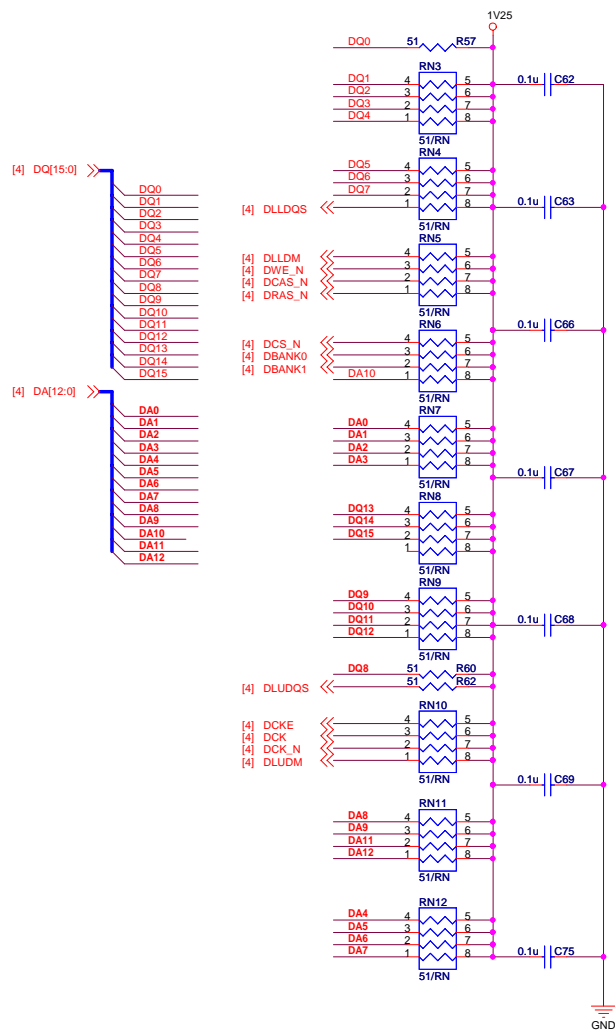 1V25
DQ0 51 R57
RN3
DQ1 4 5 0.1u C62
DQ2 3 6
DQ3 2 7
DQ4 1 8
51/RN
RN4
[4] DQ[15:0]
DQ5 4 5
DQ6 3 6
DQ7 2 7
[4] DLLDQS 1 8 0.1u C63
51/RN
DQ0
DQ1
DQ2
DQ3
DQ4
DQ5
DQ6
DQ7
DQ8
DQ9
DQ10
DQ11
DQ12
DQ13
DQ14
DQ15
RN5
[4] DLLDM 4 5
[4] DWE_N 3 6
[4] DCAS_N 2 7
[4] DRAS_N 1 8
51/RN
RN6
0.1u C66
[4] DCS_N 4 5
[4] DBANK0 3 6
[4] DBANK1 2 7
DA10 1 8
51/RN
[4] DA[12:0]
DA0
DA1
DA2
DA3
DA4
DA5
DA6
DA7
DA8
DA9
DA10
DA11
DA12
RN7
DA0 4 5
DA1 3 6
DA2 2 7
DA3 1 8
0.1u C67
51/RN
RN8
DQ13 4 5
DQ14 3 6
DQ15 2 7
1 8
51/RN
RN9
DQ9 4 5
DQ10 3 6
DQ11 2 7 0.1u C68
DQ12 1 8
51/RN
DQ8 51 R60
[4] DLUDQS 51 R62
RN10
[4] DCKE 4 5
[4] DCK 3 6
[4] DCK_N 2 7
[4] DLUDM 1 8
51/RN
0.1u C69
RN11
DA8 4 5
DA9 3 6
DA11 2 7
DA12 1 8
51/RN
RN12
DA4 4 5
DA5 3 6
DA6 2 7
DA7 1 8 0.1u C75
51/RN
GND